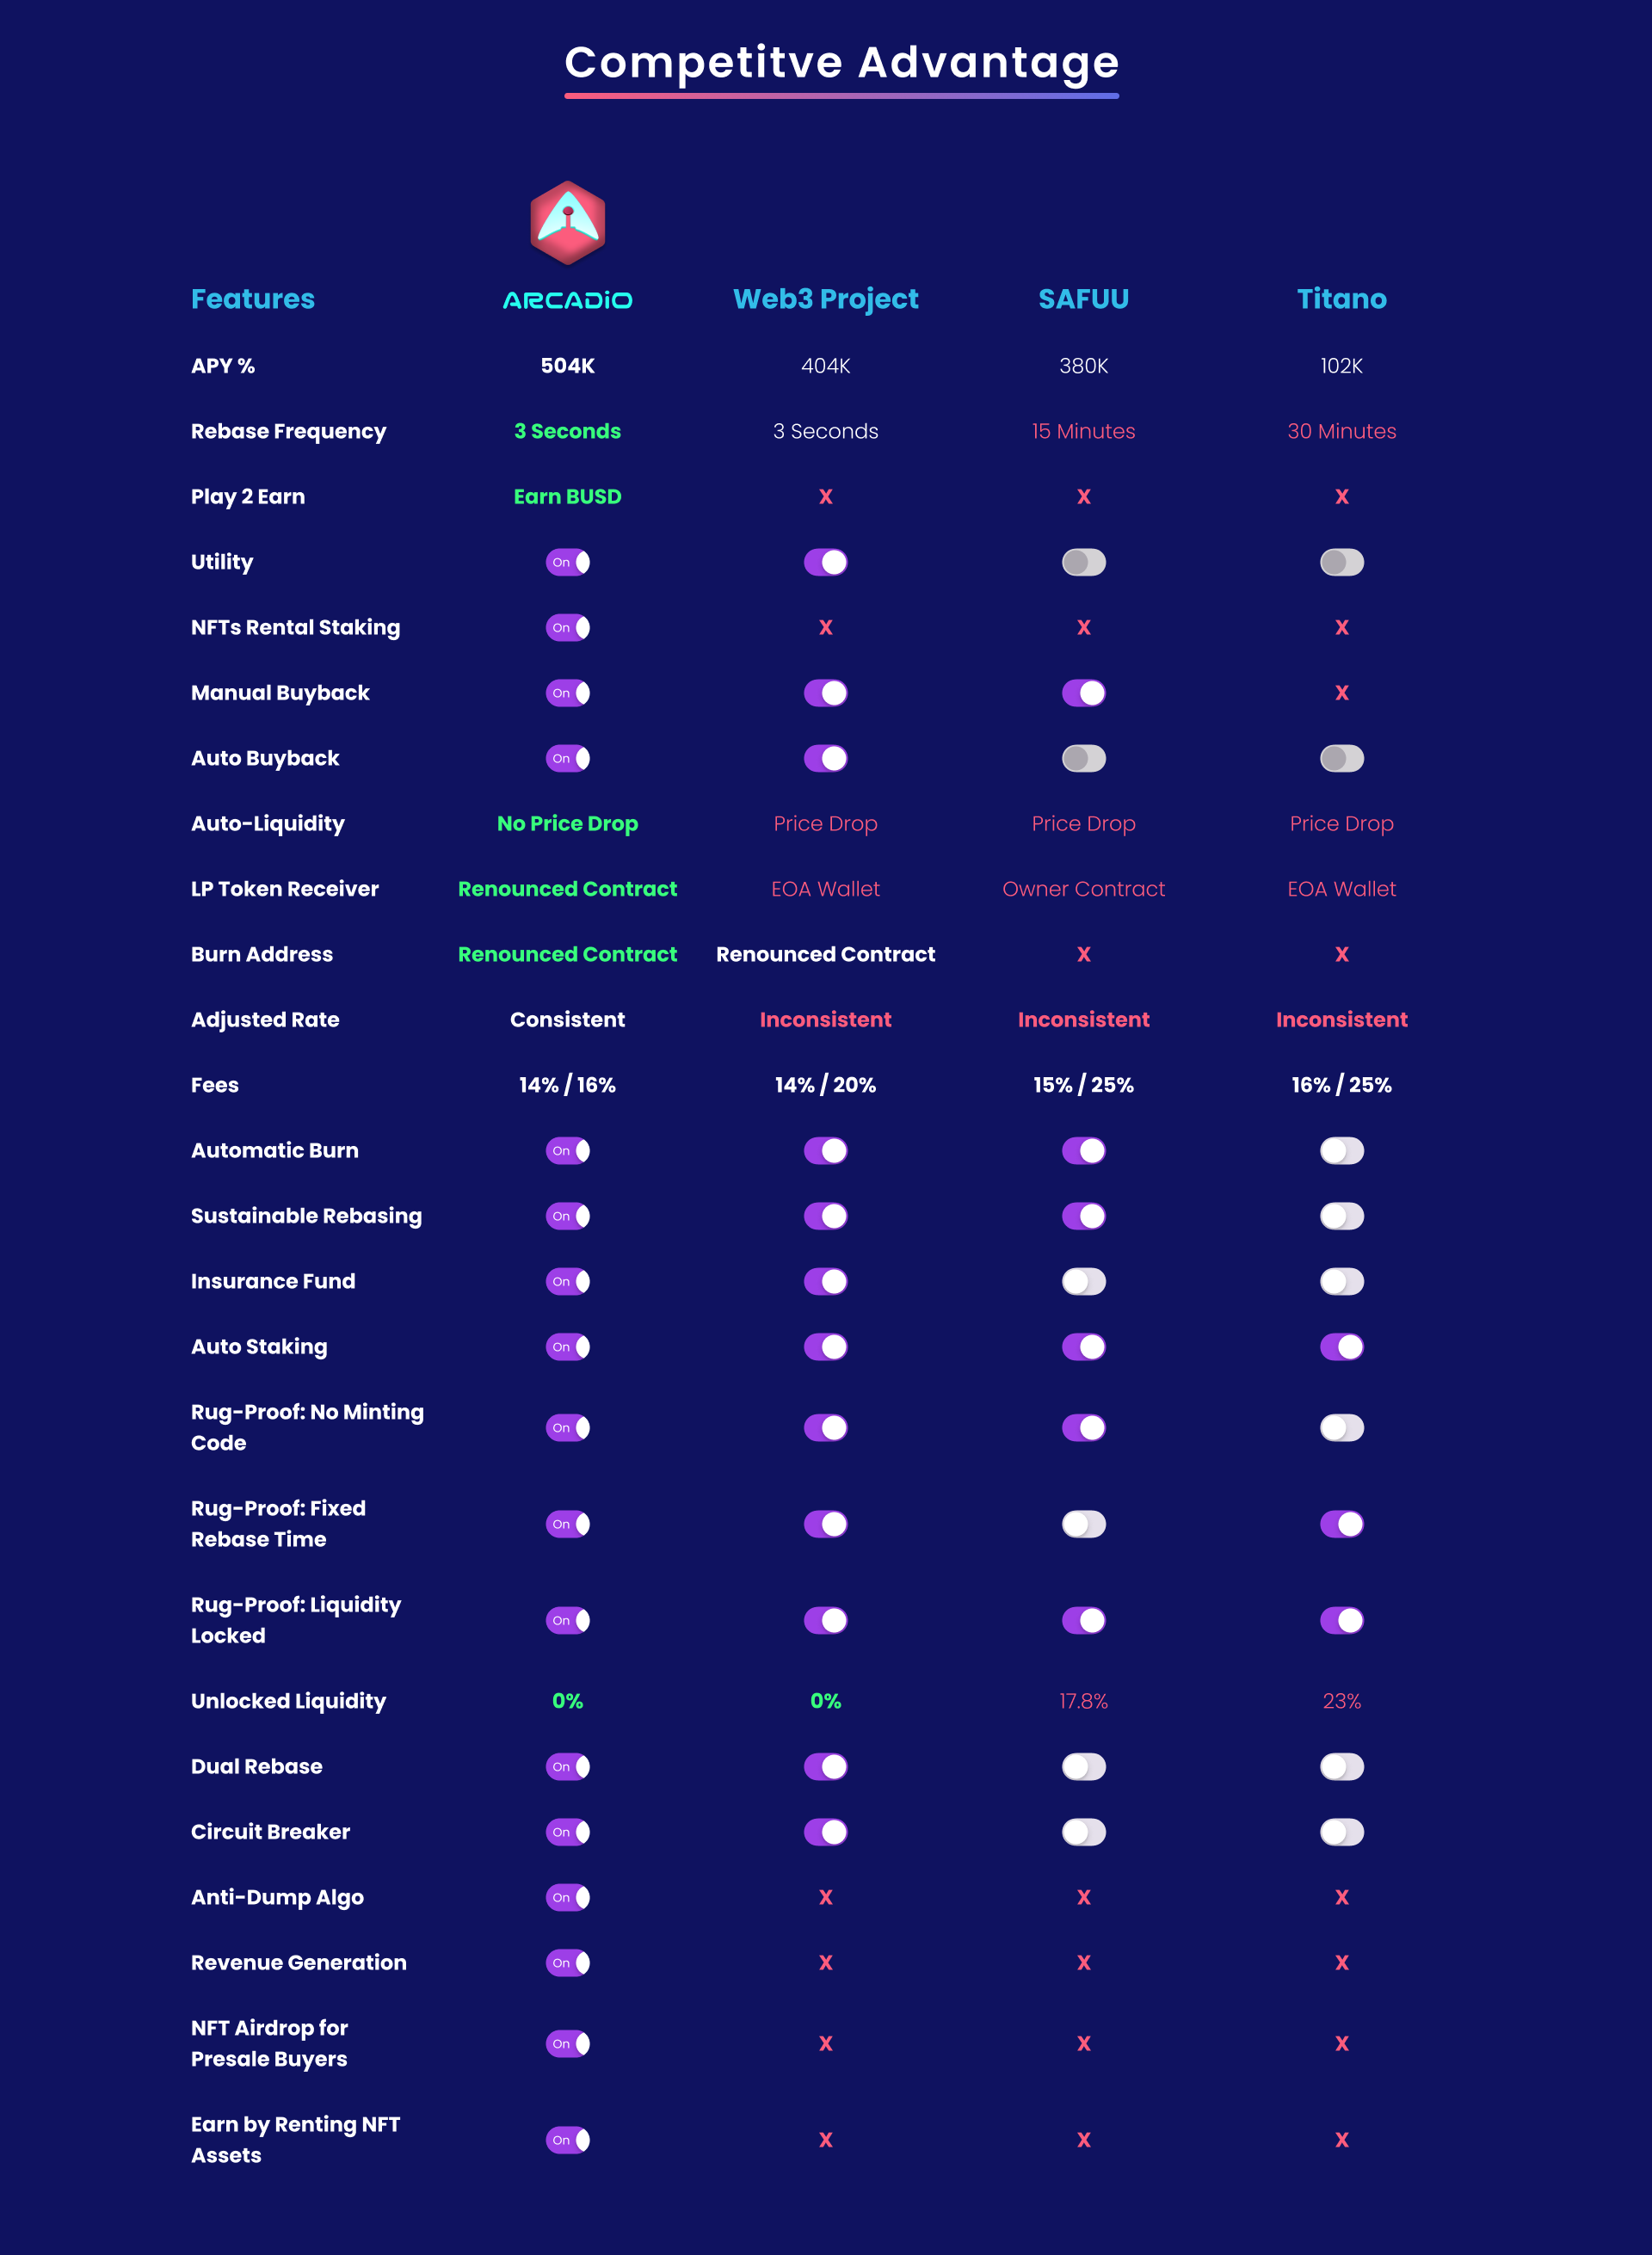 Competitve Advantage
Features ARCADiO Web3 Project SAFUU Titano
APY % 504K 404K 380K 102K
Rebase Frequency 3 Seconds 3 Seconds 15 Minutes 30 Minutes
Play 2 Earn Earn BUSD X X X
Utility On
NFTs Rental Staking On X X X
Manual Buyback On X
Auto Buyback On
Auto-Liquidity No Price Drop Price Drop Price Drop Price Drop
LP Token Receiver Renounced Contract EOA Wallet Owner Contract EOA Wallet
Burn Address Renounced Contract Renounced Contract X X
Adjusted Rate Consistent Inconsistent Inconsistent Inconsistent
Fees 14% / 16% 14% / 20% 15% / 25% 16% / 25%
Automatic Burn On
Sustainable Rebasing On
Insurance Fund On
Auto Staking On
Rug-Proof: No Minting
Code On
Rug-Proof: Fixed
Rebase Time On
Rug-Proof: Liquidity
Locked On
Unlocked Liquidity 0% 0% 17.8% 23%
Dual Rebase On
Circuit Breaker On
Anti-Dump Algo On X X X
Revenue Generation On X X X
NFT Airdrop for
Presale Buyers On X X X
Earn by Renting NFT
Assets On X X X